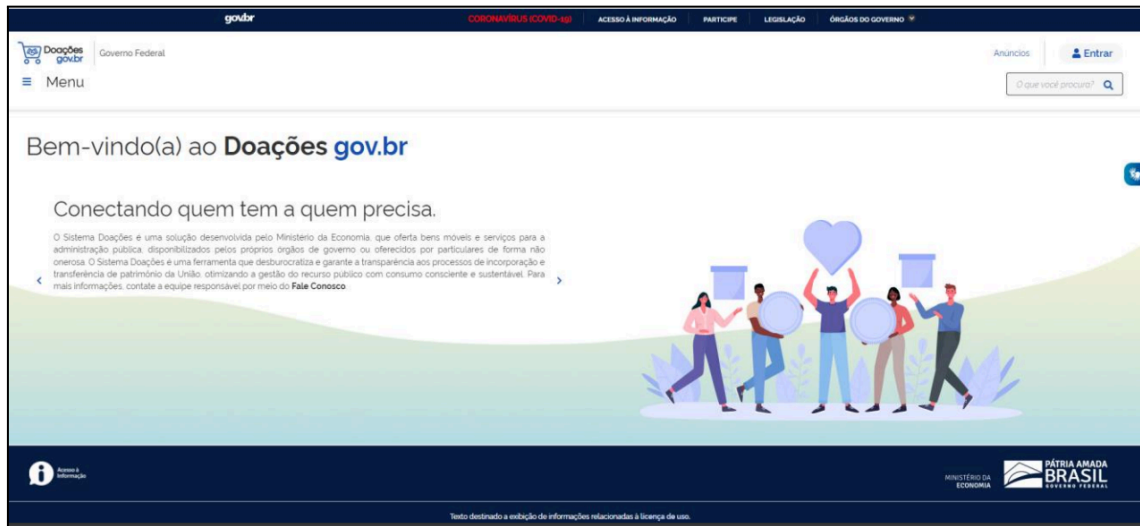 gov.br CORONAVÍRUS (COVID-19) ACESSO À INFORMAÇÃO PARTICIPE LEGISLAÇÃO ÓRGÃOS DO GOVERNO
Doações gov.br Governo Federal Anúncios Entrar
Menu O que você procura?
Bem-vindo(a) ao Doações gov.br
Conectando quem tem a quem precisa.
O Sistema Doações é uma solução desenvolvida pelo Ministério da Economia, que oferta bens móveis e serviços para a
administração pública, disponibilizados pelos próprios órgãos de governo ou oferecidos por particulares de forma não
onerosa. O Sistema Doações é uma ferramenta que desburocratiza e garante a transparência aos processos de incorporação e
transferência de patrimônio da União, otimizando a gestão do recurso público com consumo consciente e sustentável. Para
mais informações, contate a equipe responsável por meio do Fale Conosco.
Acesso à
Informação
MINISTÉRIO DA
ECONOMIA
PÁTRIA AMADA
BRASIL
GOVERNO FEDERAL
Texto destinado a exibição de informações relacionadas à licença de uso.